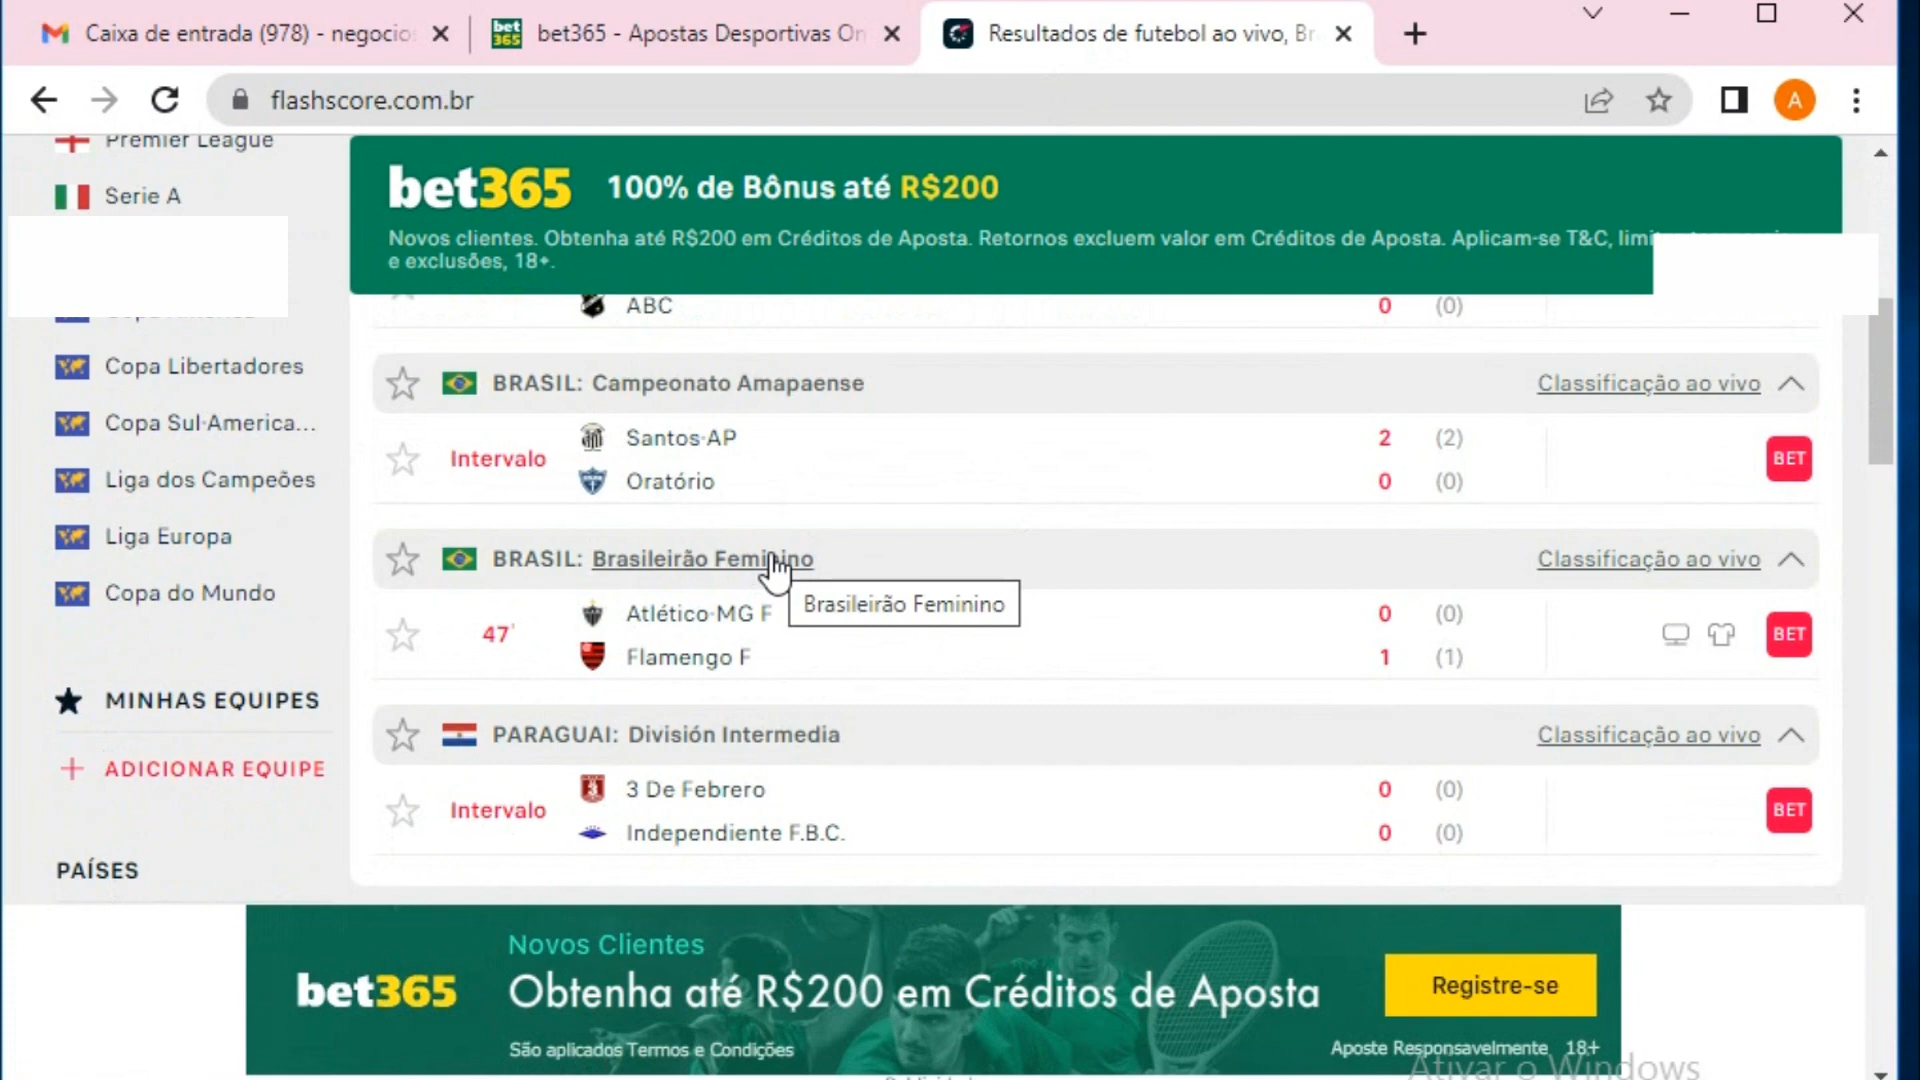 Caixa de entrada (978) - negocio
bet365 - Apostas Desportivas On
Resultados de futebol ao vivo, Br
flashscore.com.br
A
Premier League
Serie A
Copa Libertadores
Copa Sul-America...
Liga dos Campeões
Liga Europa
Copa do Mundo
MINHAS EQUIPES
ADICIONAR EQUIPE
PAÍSES
bet365 100% de Bônus até R$200
Novos clientes. Obtenha até R$200 em Créditos de Aposta. Retornos excluem valor em Créditos de Aposta. Aplicam-se T&C,
e exclusões, 18+.
ABC 0 (0)
BRASIL: Campeonato Amapaense Classificação ao vivo
Intervalo
Santos-AP 2 (2)
Oratório 0 (0)
BET
BRASIL: Brasileirão Feminino Classificação ao vivo
Brasileirão Feminino
47'
Atlético-MG F 0 (0)
Flamengo F 1 (1)
BET
PARAGUAI: División Intermedia Classificação ao vivo
Intervalo
3 De Febrero 0 (0)
Independiente F.B.C. 0 (0)
BET
Novos Clientes
bet365 Obtenha até R$200 em Créditos de Aposta
Registre-se
São aplicados Termos e Condições
Aposte Responsavelmente 18+
Ativar o Windows